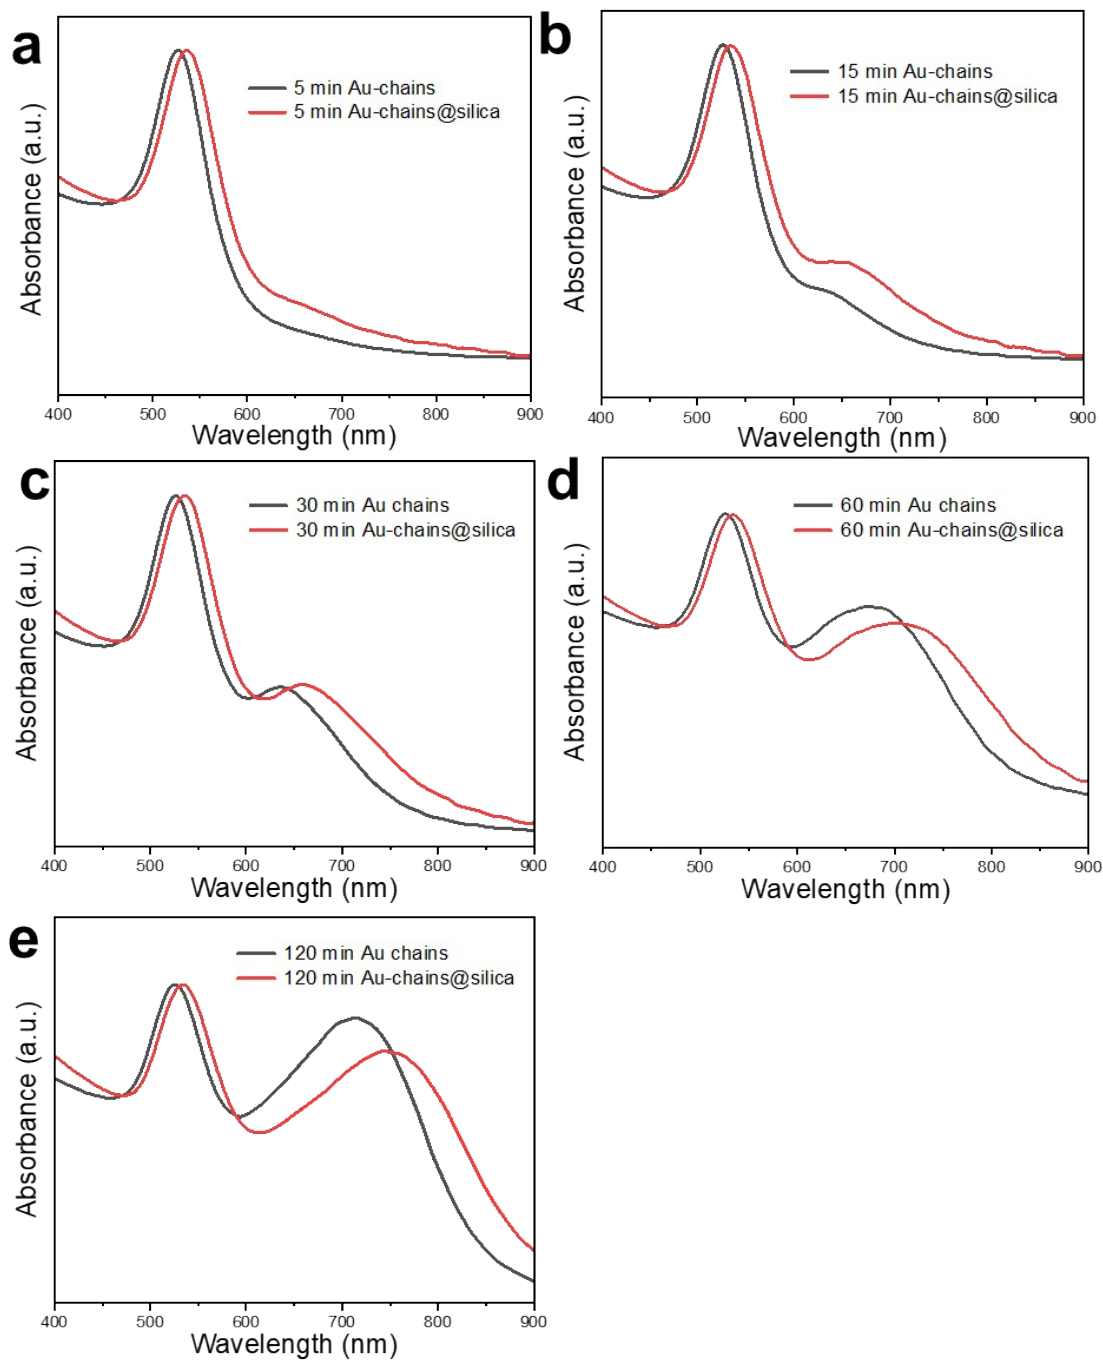 a
5 min Au-chains
5 min Au-chains@silica
Absorbance (a.u.)
400 500 600 700 800 900
Wavelength (nm)
b
15 min Au-chains
15 min Au-chains@silica
Absorbance (a.u.)
400 500 600 700 800 900
Wavelength (nm)
c
30 min Au chains
30 min Au-chains@silica
Absorbance (a.u.)
400 500 600 700 800 900
Wavelength (nm)
d
60 min Au chains
60 min Au-chains@silica
Absorbance (a.u.)
400 500 600 700 800 900
Wavelength (nm)
e
120 min Au chains
120 min Au-chains@silica
Absorbance (a.u.)
400 500 600 700 800 900
Wavelength (nm)